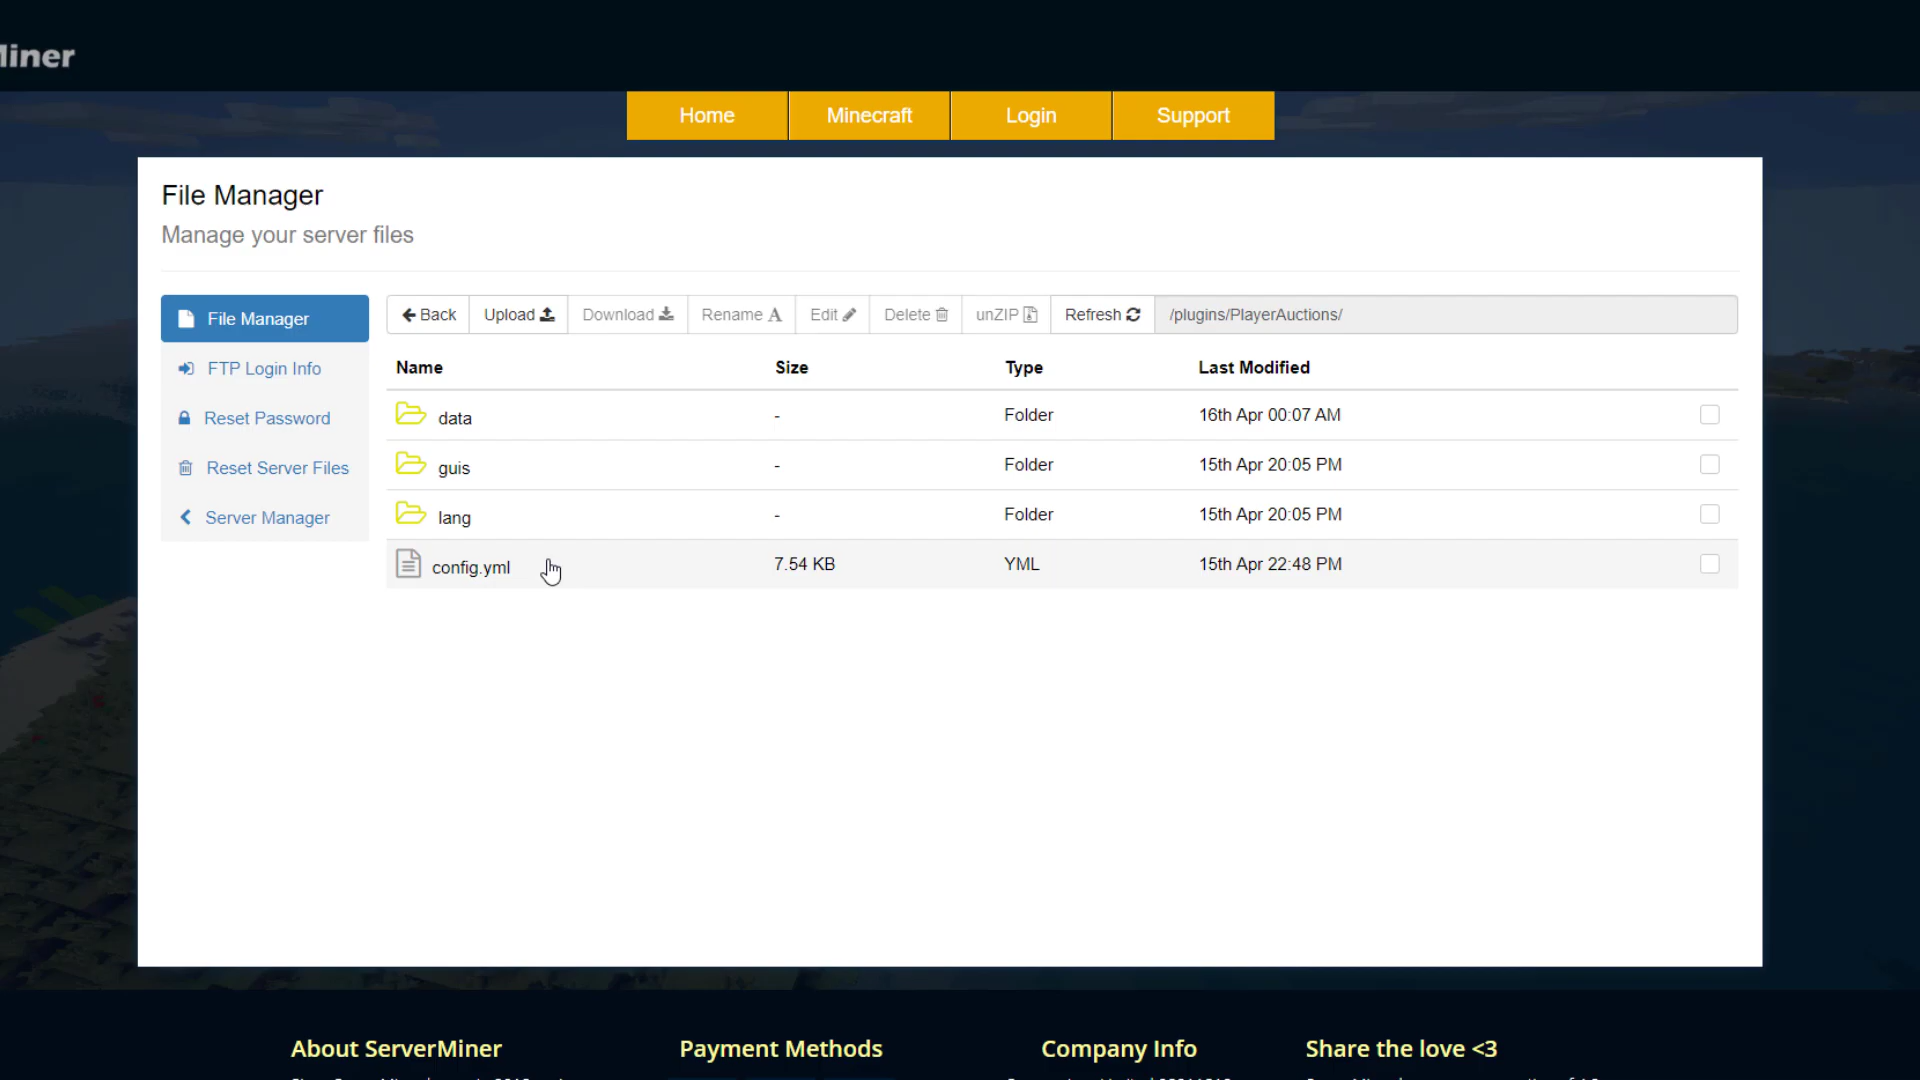 Miner
Home Minecraft Login Support
File Manager
Manage your server files
File Manager
FTP Login Info
Reset Password
Reset Server Files
Server Manager
Back Upload Download Rename Edit Delete unZIP Refresh /plugins/PlayerAuctions/
Name Size Type Last Modified
data - Folder 16th Apr 00:07 AM
guis - Folder 15th Apr 20:05 PM
lang - Folder 15th Apr 20:05 PM
config.yml 7.54 KB YML 15th Apr 22:48 PM
About ServerMiner Payment Methods Company Info Share the love <3